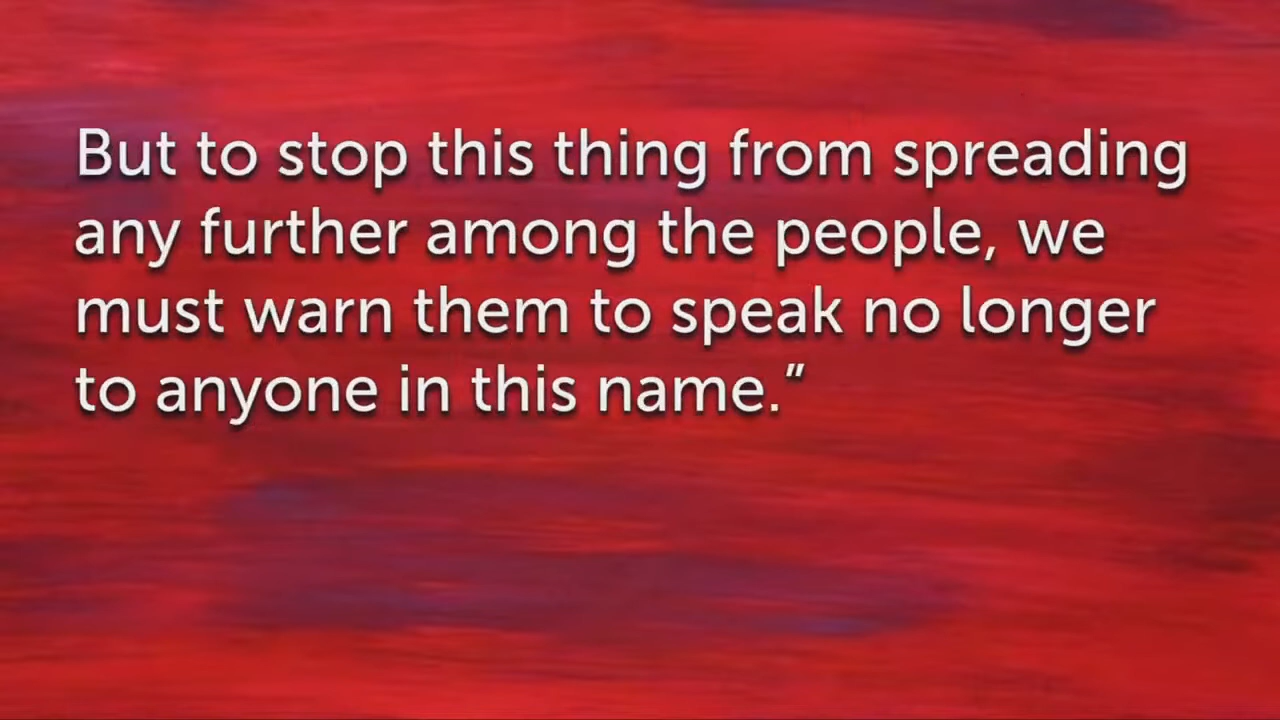 But to stop this thing from spreading
any further among the people, we
must warn them to speak no longer
to anyone in this name.”